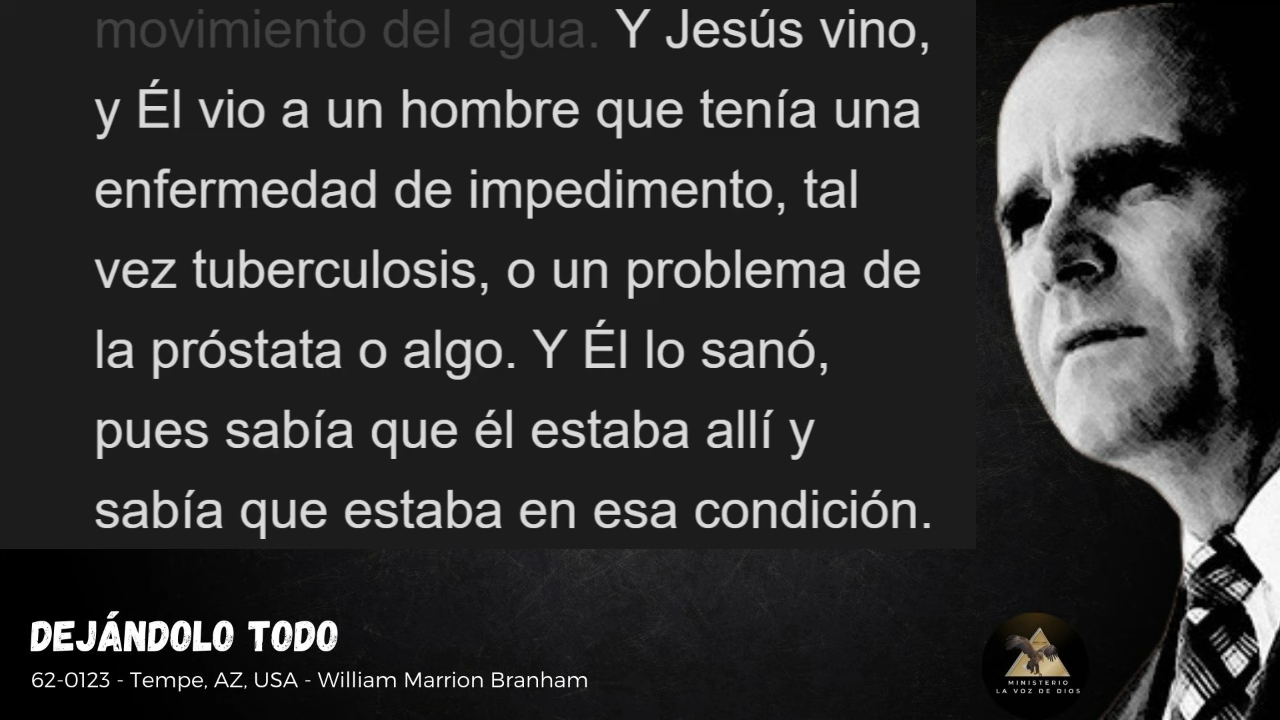 movimiento del agua. Y Jesús vino,
y Él vio a un hombre que tenía una
enfermedad de impedimento, tal
vez tuberculosis, o un problema de
la próstata o algo. Y Él lo sanó,
pues sabía que él estaba allí y
sabía que estaba en esa condición.
DEJÁNDOLO TODO
62-0123 - Tempe, AZ, USA - William Marrion Branham
MINISTERIO
LA VOZ DE DIOS